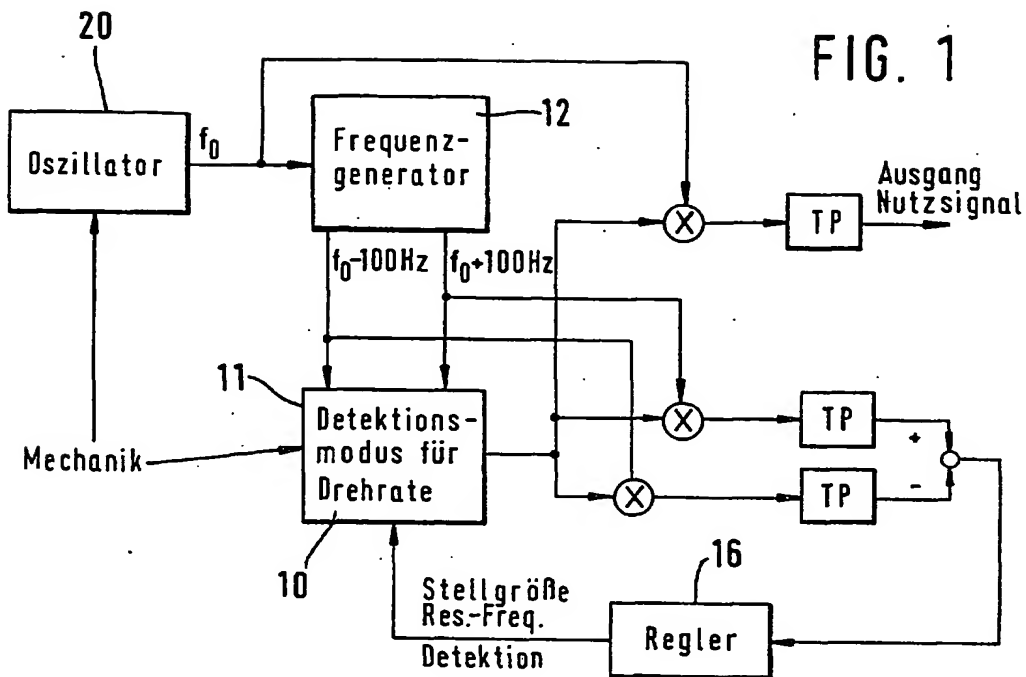 FIG. 1
20
Oszillator
f₀
12
Frequenz-
generator
X
TP
Ausgang
Nutzsignal
f₀-100Hz
f₀+100Hz
11
Detektions-
modus für
Drehrate
10
Mechanik
X
TP
+
X
TP
-
Stellgröße
Res.-Freq.
Detektion
16
Regler